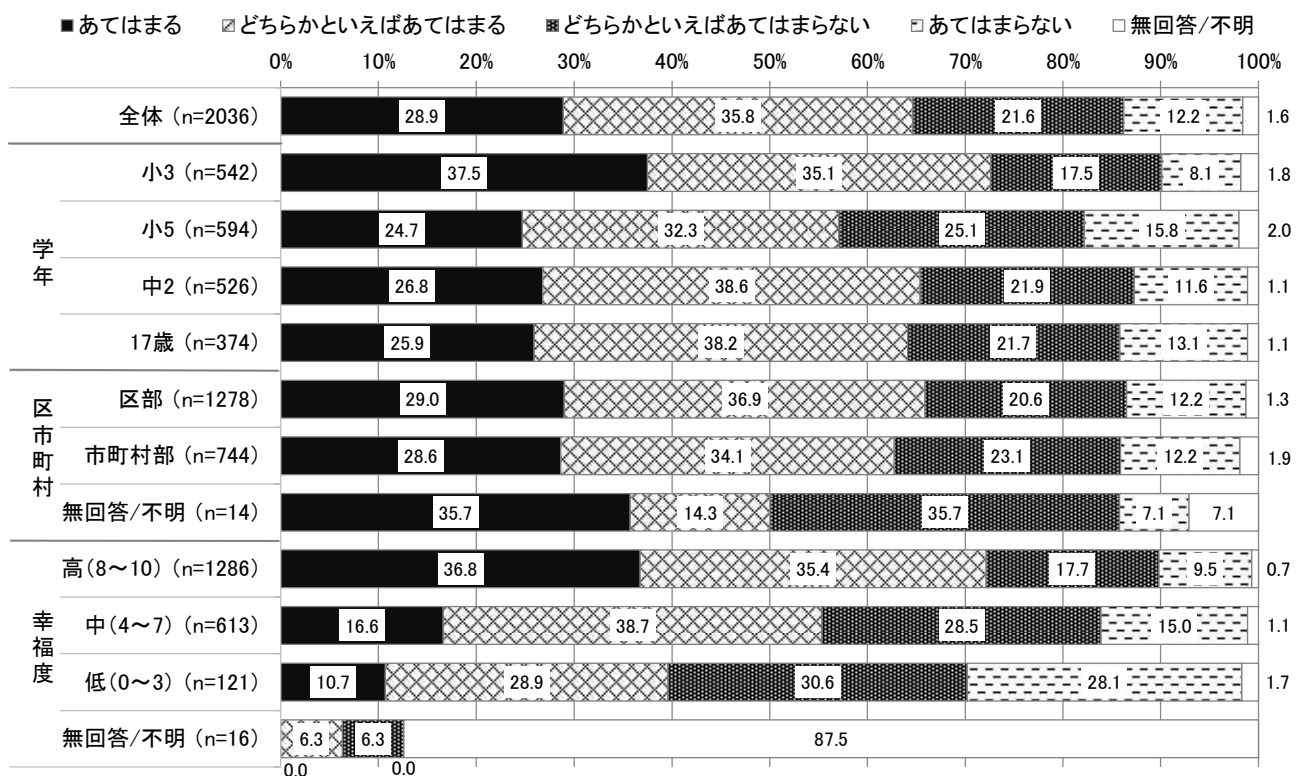 ■あてはまる どちらかといえばあてはまる どちらかといえばあてはまらない あてはまらない □無回答/不明
0% 10% 20% 30% 40% 50% 60% 70% 80% 90% 100%
全体 (n=2036) 28.9 35.8 21.6 12.2 1.6
学年
小3 (n=542) 37.5 35.1 17.5 8.1 1.8
小5 (n=594) 24.7 32.3 25.1 15.8 2.0
中2 (n=526) 26.8 38.6 21.9 11.6 1.1
17歳 (n=374) 25.9 38.2 21.7 13.1 1.1
区市町村
区部 (n=1278) 29.0 36.9 20.6 12.2 1.3
市町村部 (n=744) 28.6 34.1 23.1 12.2 1.9
無回答/不明 (n=14) 35.7 14.3 35.7 7.1 7.1
幸福度
高(8～10) (n=1286) 36.8 35.4 17.7 9.5 0.7
中(4～7) (n=613) 16.6 38.7 28.5 15.0 1.1
低(0～3) (n=121) 10.7 28.9 30.6 28.1 1.7
無回答/不明 (n=16) 6.3 6.3 87.5
0.0 0.0